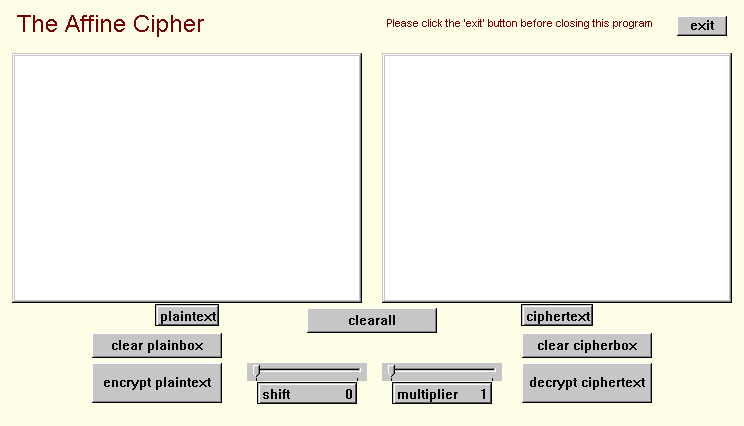 The Affine Cipher
Please click the 'exit' button before closing this program
exit
plaintext
clearall
ciphertext
clear plainbox
clear cipherbox
encrypt plaintext
shift 0
multiplier 1
decrypt ciphertext